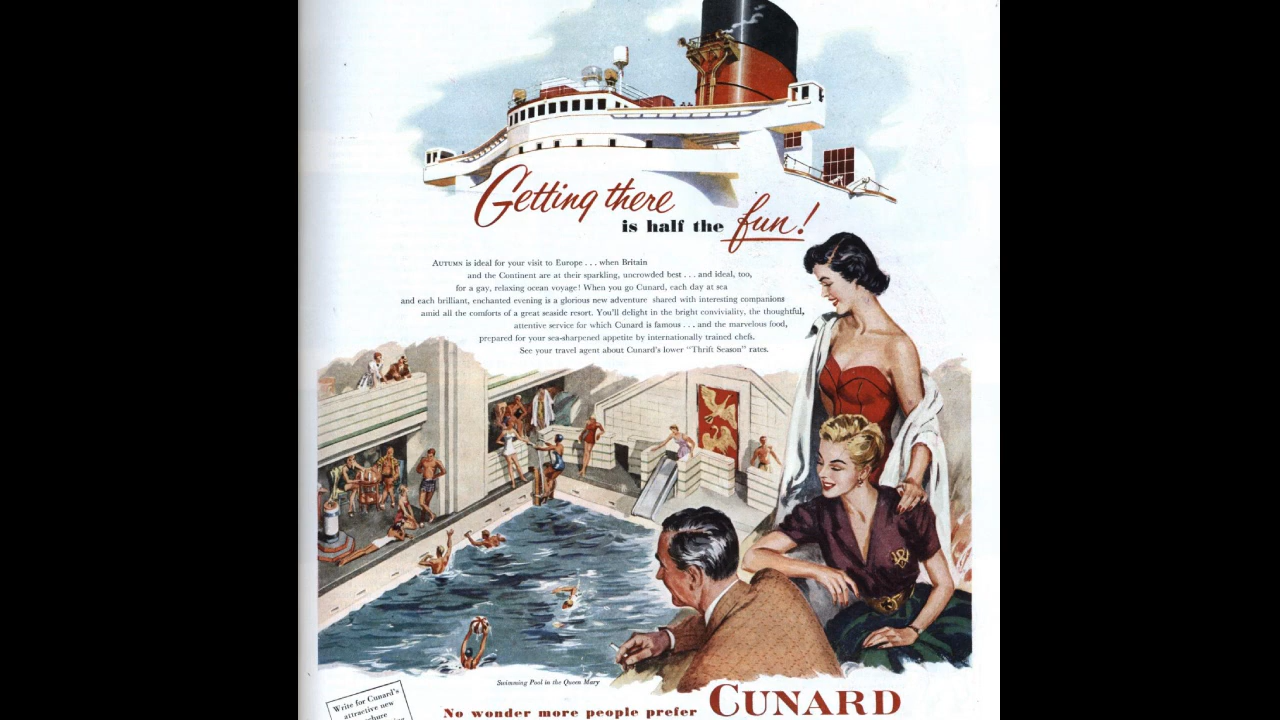 Getting there
is half the fun!
AUTUMN is ideal for your visit to Europe . . . when Britain
and the Continent are at their sparkling, uncrowded best . . . and ideal, too,
for a gay, relaxing ocean voyage! When you go Cunard, each day at sea
and each brilliant, enchanted evening is a glorious new adventure shared with interesting companions
amid all the comforts of a great seaside resort. You'll delight in the bright conviviality, the thoughtful,
attentive service for which Cunard is famous . . . and the marvelous food,
prepared for your sea-sharpened appetite by internationally trained chefs.
See your travel agent about Cunard's lower "Thrift Season" rates.
Swimming Pool in the Queen Mary
Write for Cunard's
attractive new
No wonder more people prefer CUNARD